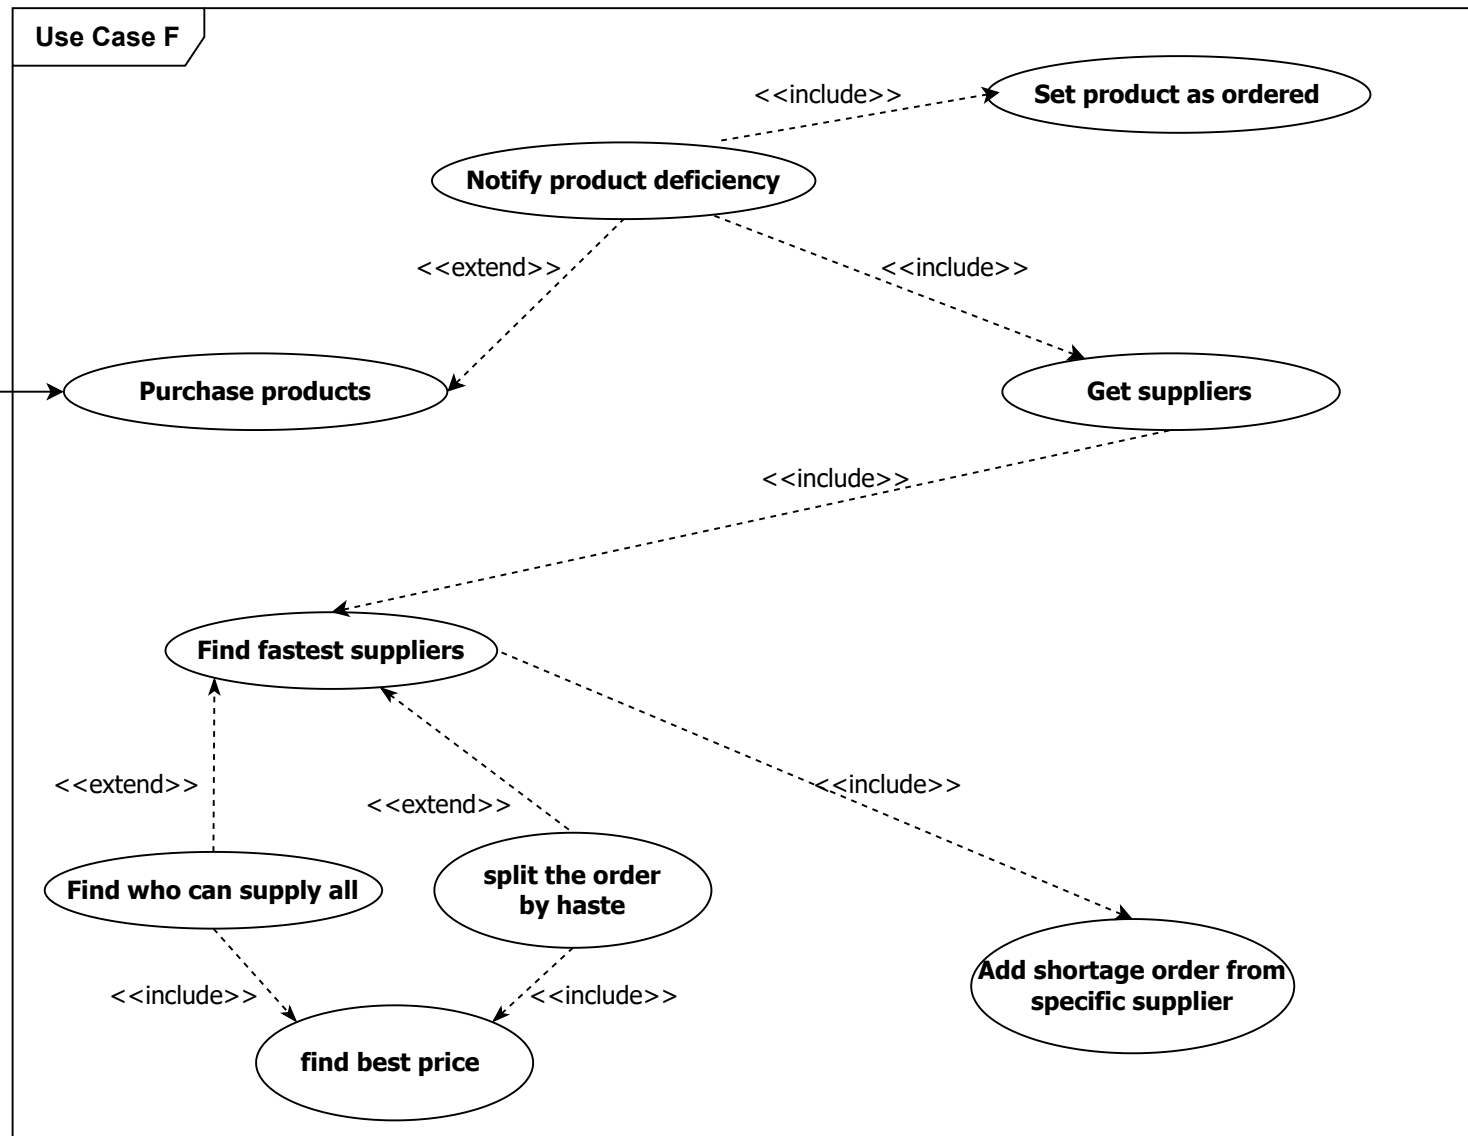 Use Case F
<<include>>
Set product as ordered
Notify product deficiency
<<extend>>
<<include>>
Purchase products
Get suppliers
<<include>>
Find fastest suppliers
<<extend>>
<<extend>>
<<include>>
Find who can supply all
split the order
by haste
Add shortage order from
specific supplier
<<include>>
<<include>>
find best price